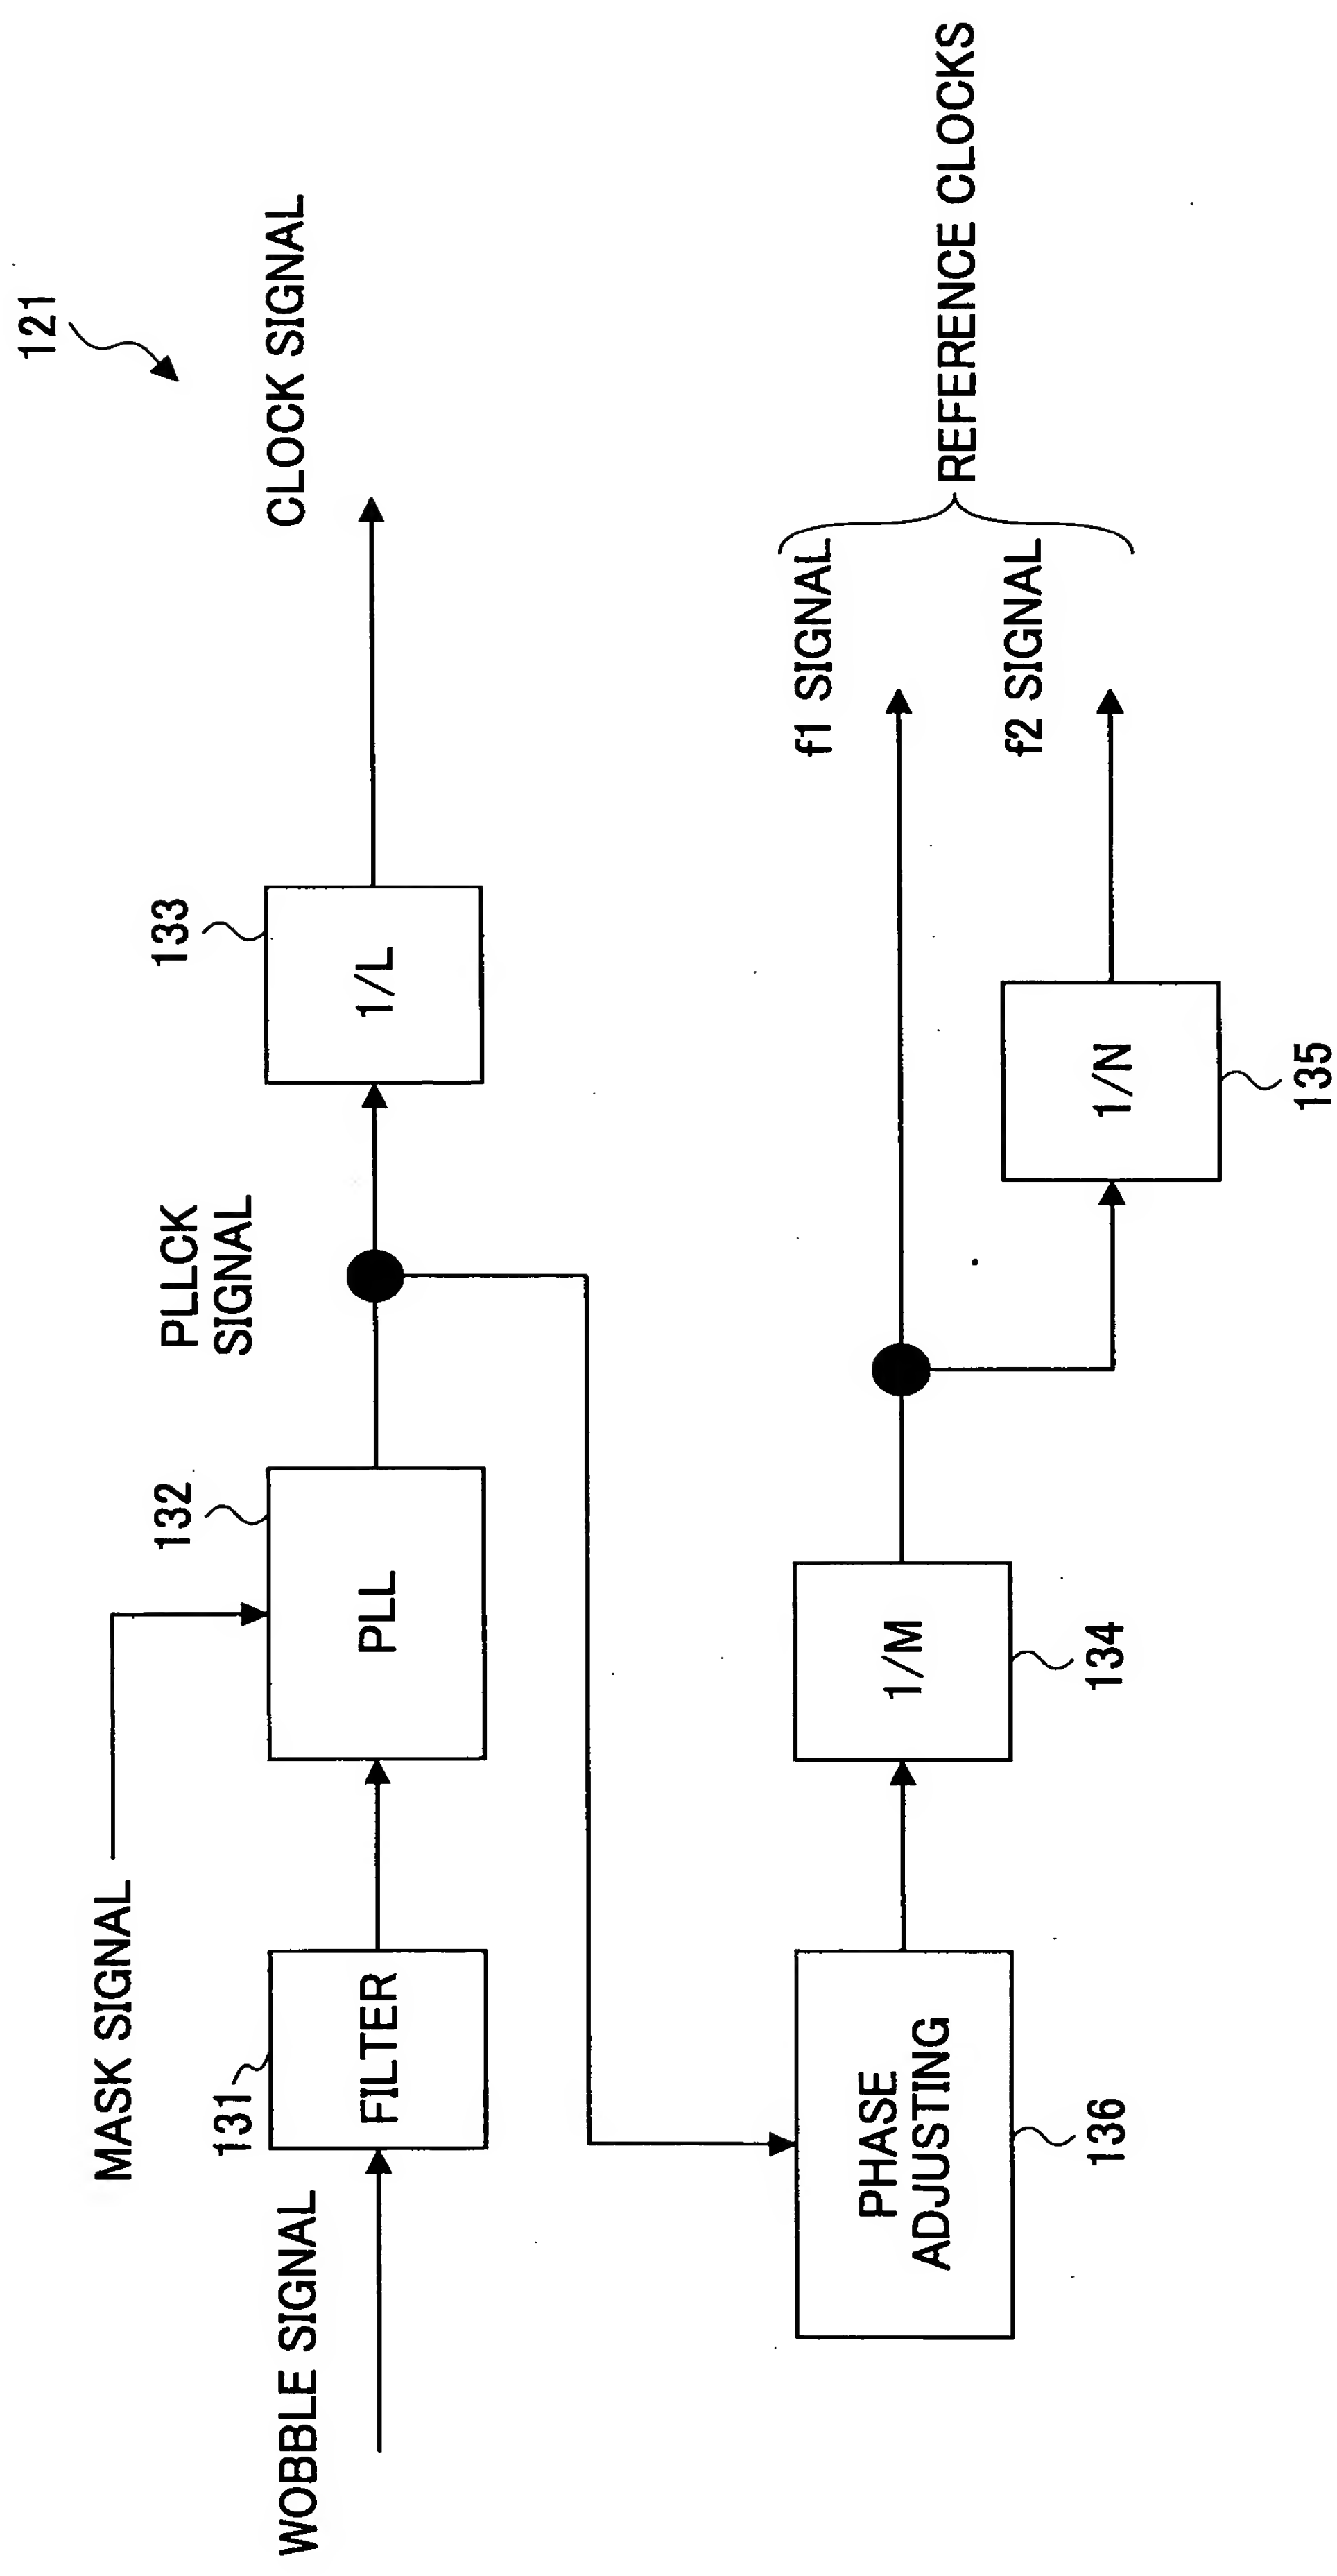 121
MASK SIGNAL
132
PLLCK
SIGNAL
133
CLOCK SIGNAL
WOBBLE SIGNAL
131
FILTER
PLL
1/L
PHASE
ADJUSTING
136
1/M
134
1/N
135
f1 SIGNAL
f2 SIGNAL
REFERENCE CLOCKS